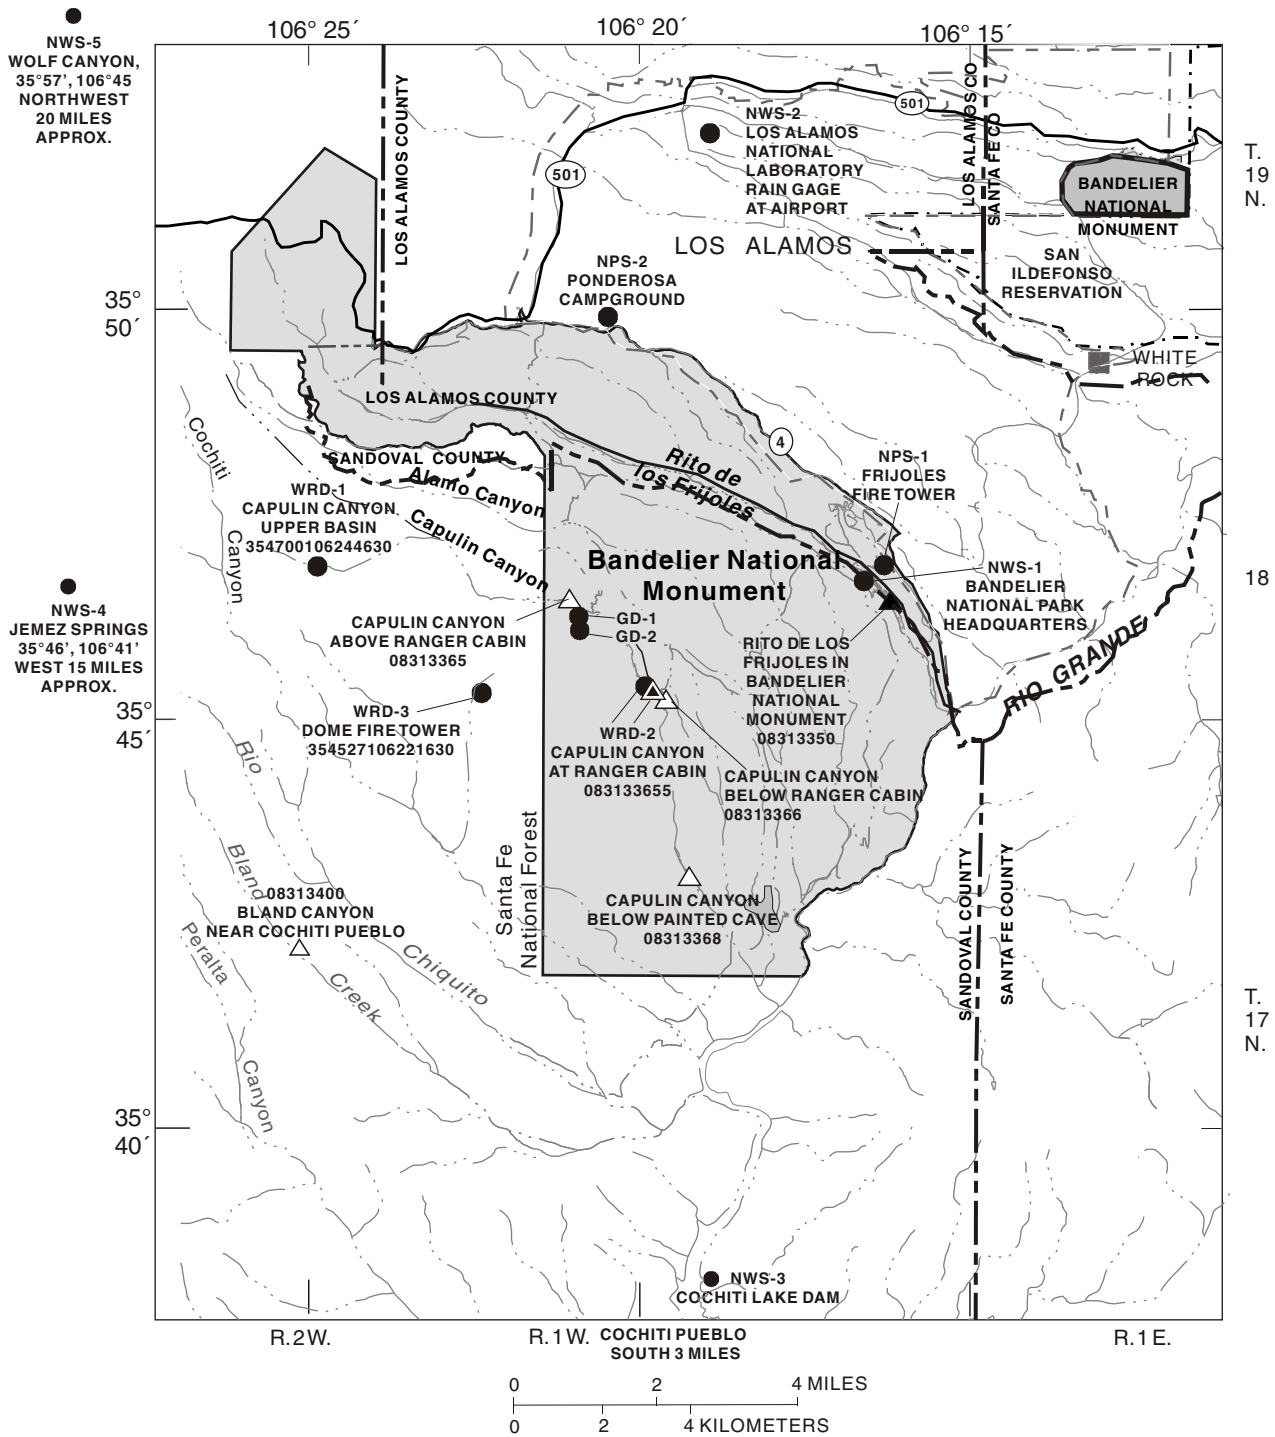 106° 25´
106° 20´
106° 15´
NWS-5
WOLF CANYON,
35°57’, 106°45
NORTHWEST
20 MILES
APPROX.
LOS ALAMOS COUNTY
501
501
NWS-2
LOS ALAMOS
NATIONAL
LABORATORY
RAIN GAGE
AT AIRPORT
LOS ALAMOS CO
SANTA FE CO
BANDELIER
NATIONAL
MONUMENT
T.
19
N.
LOS ALAMOS
SAN
ILDEFONSO
RESERVATION
NPS-2
PONDEROSA
CAMPGROUND
35°
50´
WHITE
ROCK
LOS ALAMOS COUNTY
SANDOVAL COUNTY
4
Rito de
los Frijoles
NPS-1
FRIJOLES
FIRE TOWER
Cochiti
Canyon
Alamo Canyon
Capulin Canyon
WRD-1
CAPULIN CANYON
UPPER BASIN
354700106244630
Bandelier National
Monument
NWS-1
BANDELIER
NATIONAL PARK
HEADQUARTERS
18
NWS-4
JEMEZ SPRINGS
35°46’, 106°41’
WEST 15 MILES
APPROX.
CAPULIN CANYON
ABOVE RANGER CABIN
08313365
GD-1
GD-2
RITO DE LOS
FRIJOLES IN
BANDELIER
NATIONAL
MONUMENT
08313350
RIO GRANDE
35°
45´
WRD-3
DOME FIRE TOWER
354527106221630
WRD-2
CAPULIN CANYON
AT RANGER CABIN
083133655
CAPULIN CANYON
BELOW RANGER CABIN
08313366
Rio
Chiquito
Bland
Creek
Santa Fe
National Forest
08313400
BLAND CANYON
NEAR COCHITI PUEBLO
Peralta
Canyon
CAPULIN CANYON
BELOW PAINTED CAVE
08313368
SANDOVAL COUNTY
SANTA FE COUNTY
T.
17
N.
35°
40´
NWS-3
COCHITI LAKE DAM
R.2W.
R.1W.
COCHITI PUEBLO
SOUTH 3 MILES
R.1E.
0 2 4 MILES
0 2 4 KILOMETERS